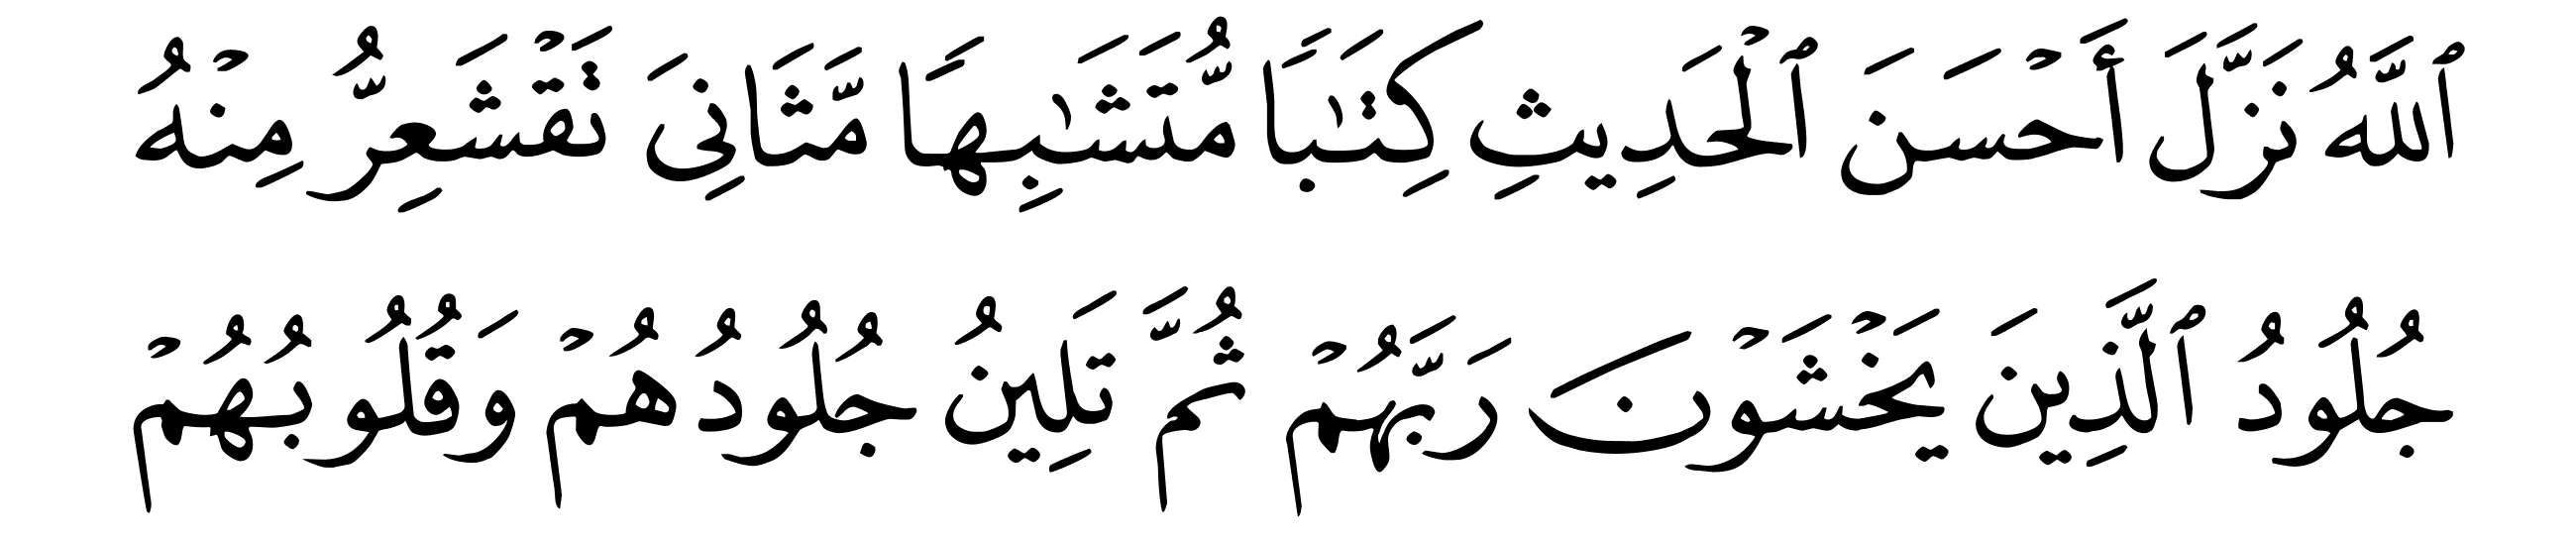 ٱللَّهُ نَزَّلَ أَحْسَنَ ٱلْحَدِيثِ كِتَـٰبًا مُّتَشَـٰبِهًا مَّثَانِىَ تَقْشَعِرُّ مِنْهُ
جُلُودُ ٱلَّذِينَ يَخْشَوْنَ رَبَّهُمْ ثُمَّ تَلِينُ جُلُودُهُمْ وَقُلُوبُهُمْ